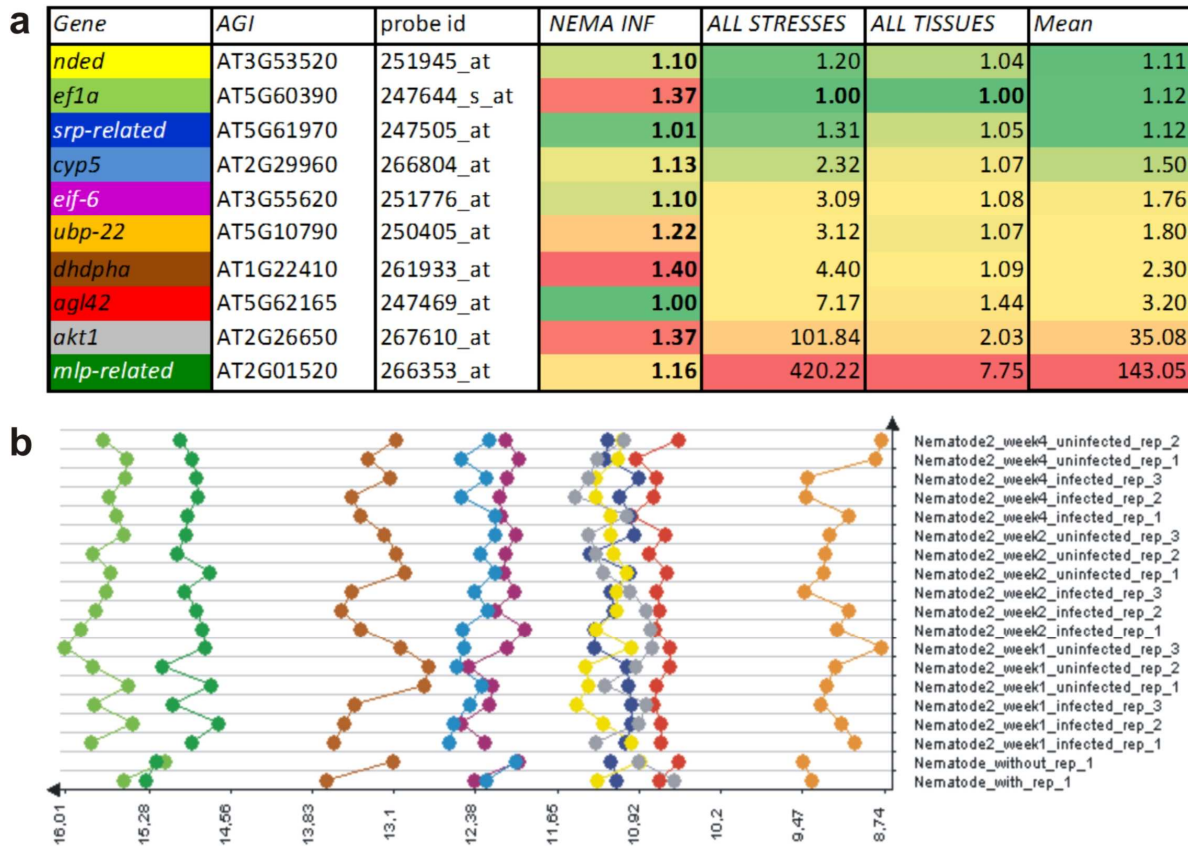 a
Gene AGI probe id NEMA INF ALL STRESSES ALL TISSUES Mean
nded AT3G53520 251945_at 1.10 1.20 1.04 1.11
ef1a AT5G60390 247644_s_at 1.37 1.00 1.00 1.12
srp-related AT5G61970 247505_at 1.01 1.31 1.05 1.12
cyp5 AT2G29960 266804_at 1.13 2.32 1.07 1.50
eif-6 AT3G55620 251776_at 1.10 3.09 1.08 1.76
ubp-22 AT5G10790 250405_at 1.22 3.12 1.07 1.80
dhdpha AT1G22410 261933_at 1.40 4.40 1.09 2.30
agl42 AT5G62165 247469_at 1.00 7.17 1.44 3.20
akt1 AT2G26650 267610_at 1.37 101.84 2.03 35.08
mlp-related AT2G01520 266353_at 1.16 420.22 7.75 143.05
b
Nematode2_week4_uninfected_rep_2
Nematode2_week4_uninfected_rep_1
Nematode2_week4_infected_rep_3
Nematode2_week4_infected_rep_2
Nematode2_week4_infected_rep_1
Nematode2_week2_uninfected_rep_3
Nematode2_week2_uninfected_rep_2
Nematode2_week2_uninfected_rep_1
Nematode2_week2_infected_rep_3
Nematode2_week2_infected_rep_2
Nematode2_week2_infected_rep_1
Nematode2_week1_uninfected_rep_3
Nematode2_week1_uninfected_rep_2
Nematode2_week1_uninfected_rep_1
Nematode2_week1_infected_rep_3
Nematode2_week1_infected_rep_2
Nematode2_week1_infected_rep_1
Nematode_without_rep_1
Nematode_with_rep_1
16,01 15,28 14,56 13,83 13,1 12,38 11,65 10,92 10,2 9,47 8,74